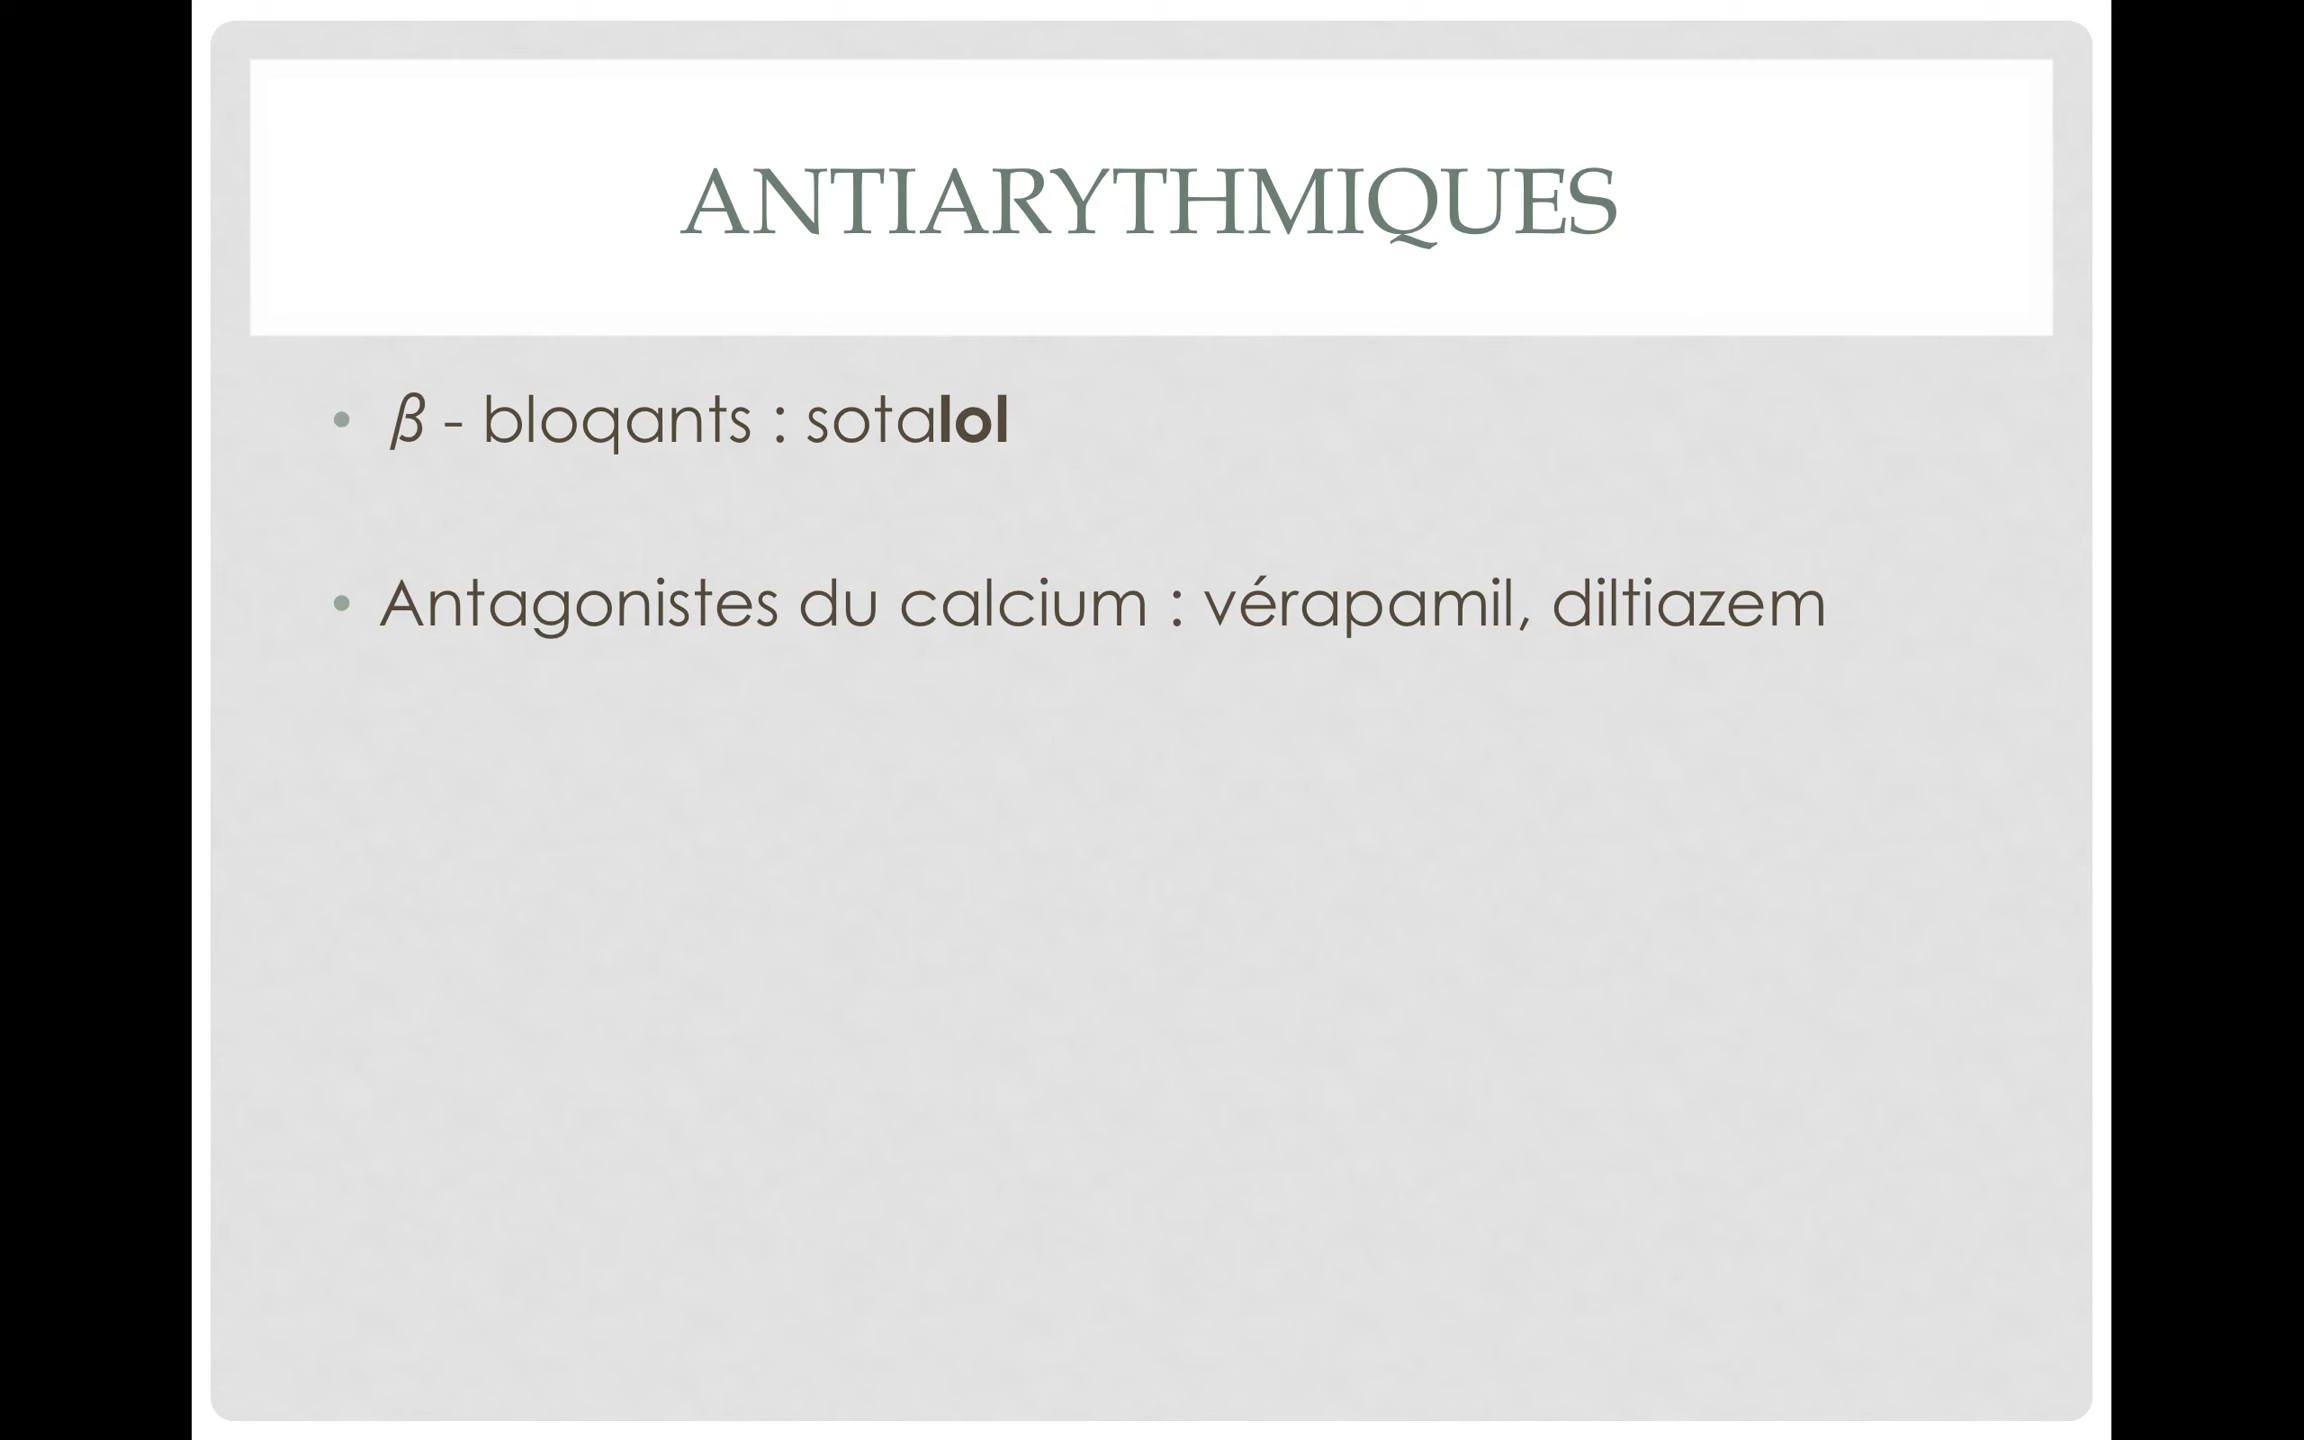 ANTIARYTHMIQUES
• β - bloqants : sotalol
• Antagonistes du calcium : vérapamil, diltiazem